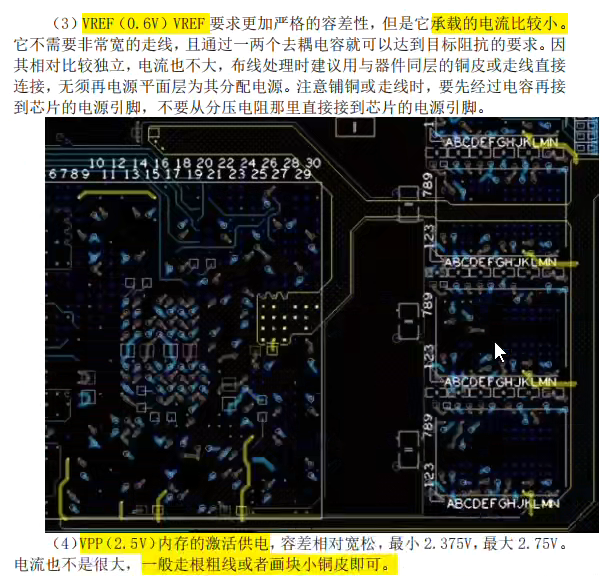 （3）VREF（0.6V）VREF 要求更加严格的容差性，但是它承载的电流比较小。
它不需要非常宽的走线，且通过一两个去耦电容就可以达到目标阻抗的要求。因
其相对比较独立，电流也不大，布线处理时建议用与器件同层的铜皮或走线直接
连接，无须再电源平面层为其分配电源。注意铺铜或走线时，要先经过电容再接
到芯片的电源引脚，不要从分压电阻那里直接接到芯片的电源引脚。
10 12 14 16 18 20 22 24 26 28 30
6 7 8 9 11 13 15 17 19 21 23 25 27 29
1
ABCDEFGHJKLMN
789
123
ABCDEFGHJKLMN
789
123
ABCDEFGHJKLMN
789
123
ABCDEFGHJKLMN
（4）VPP（2.5V）内存的激活供电，容差相对宽松，最小 2.375V，最大 2.75V。
电流也不是很大，一般走根粗线或者画块小铜皮即可。